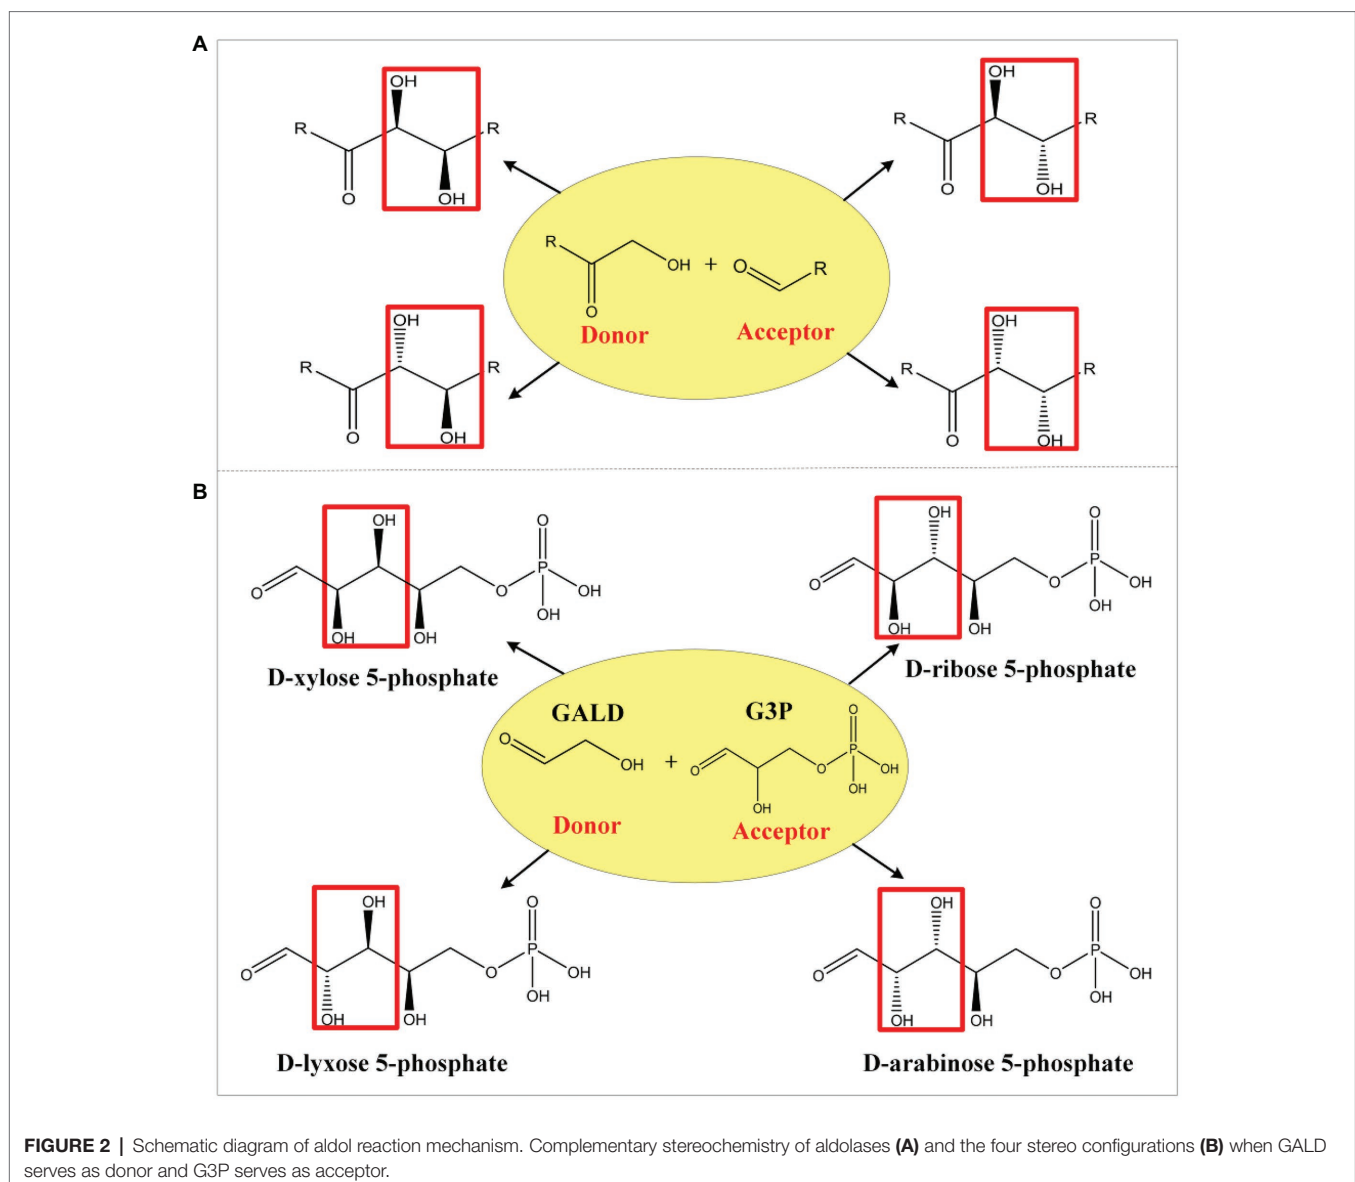 A
OH
R
R
O
OH
OH
R
R
O
OH
R
OH
+
O
R
O
Donor
Acceptor
OH
R
R
O
OH
OH
R
R
O
OH
B
OH
O
O
O
P
OH
OH
OH
OH
D-xylose 5-phosphate
OH
O
O
O
P
OH
OH
OH
OH
D-ribose 5-phosphate
GALD
G3P
O
OH
+
O
O
O
P
OH
OH
OH
Donor
Acceptor
OH
O
O
O
P
OH
OH
OH
OH
D-lyxose 5-phosphate
OH
O
O
O
P
OH
OH
OH
OH
D-arabinose 5-phosphate
FIGURE 2 | Schematic diagram of aldol reaction mechanism. Complementary stereochemistry of aldolases (A) and the four stereo configurations (B) when GALD
serves as donor and G3P serves as acceptor.